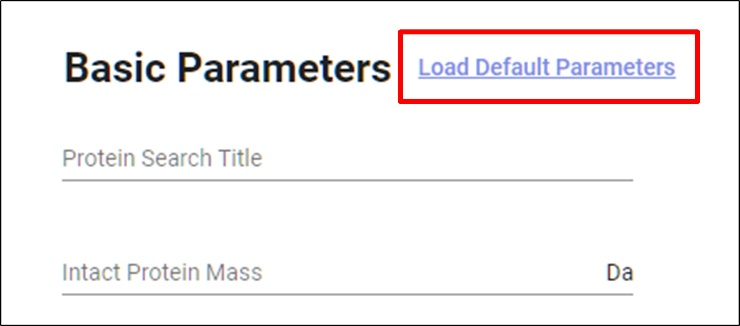 Basic Parameters Load Default Parameters
Protein Search Title
Intact Protein Mass Da